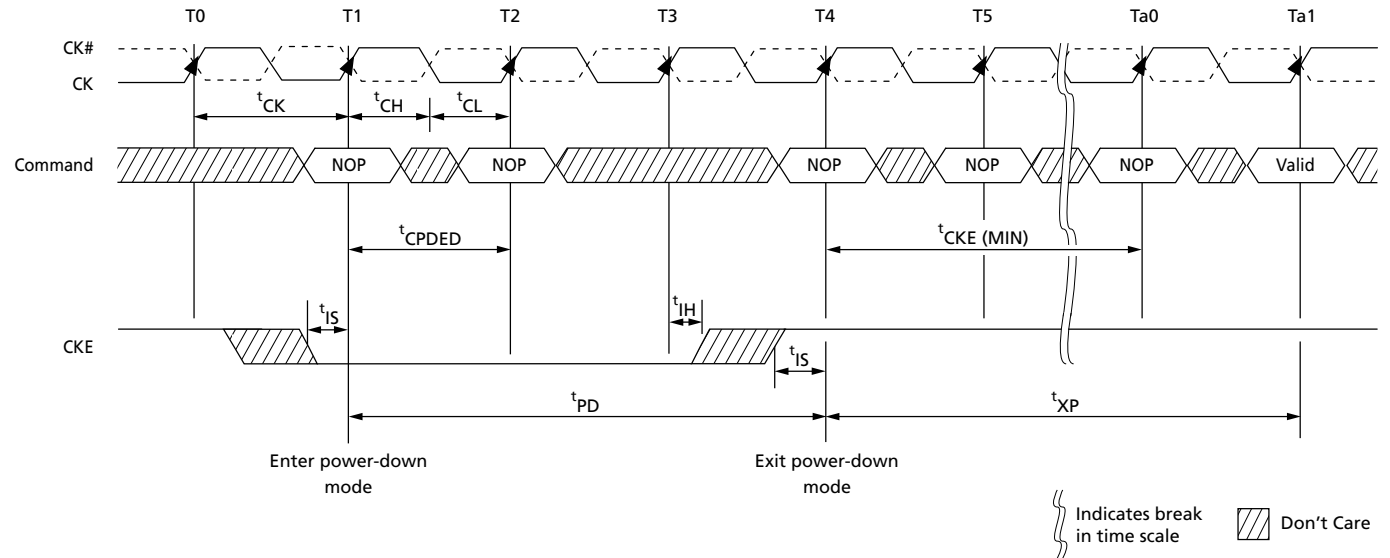 T0 T1 T2 T3 T4 T5 Ta0 Ta1
CK#
CK
tCK tCH tCL
Command NOP NOP NOP NOP NOP Valid
tCPDED tCKE (MIN)
tIS tIH
CKE
tIS
tPD tXP
Enter power-down
mode
Exit power-down
mode
Indicates break
in time scale
Don't Care